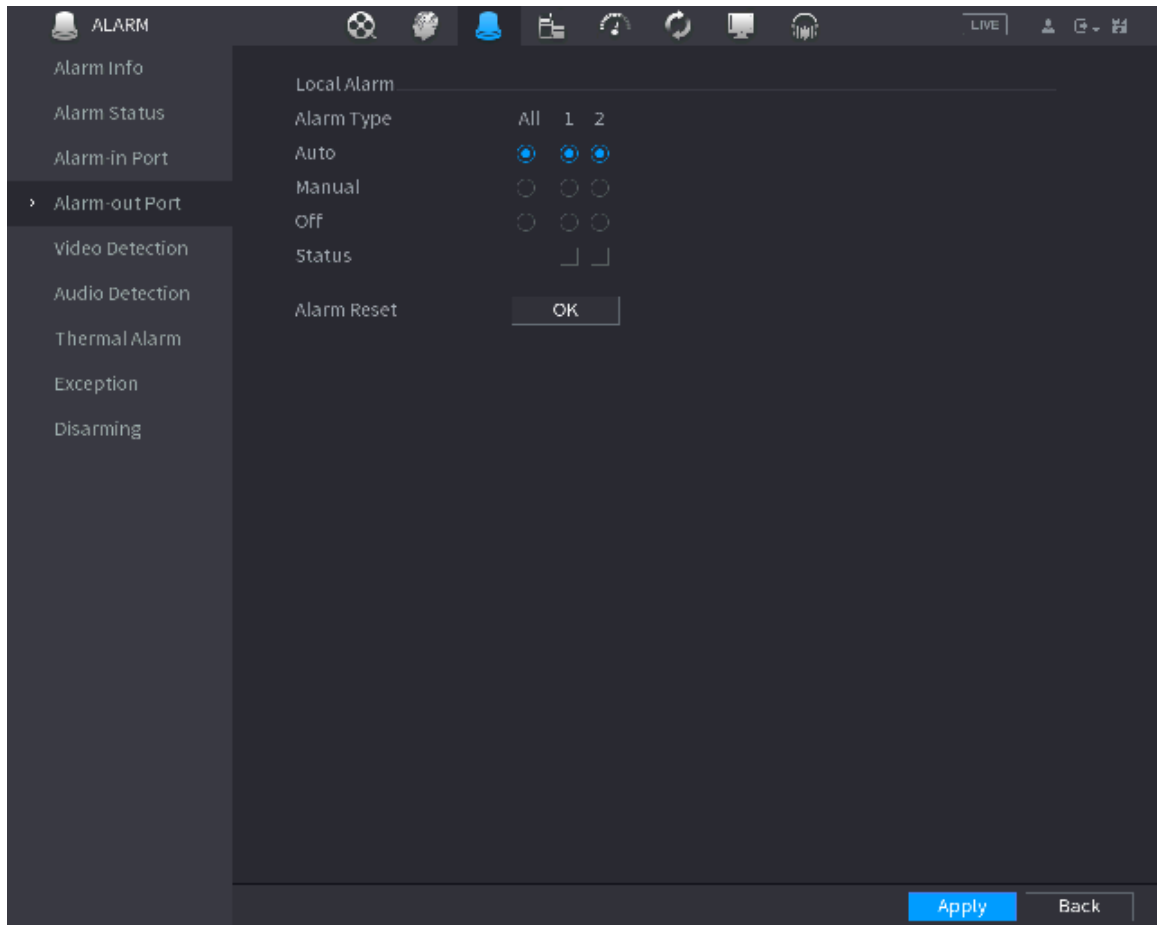 ALARM LIVE
Alarm Info
Alarm Status
Alarm-in Port
Alarm-out Port
Video Detection
Audio Detection
Thermal Alarm
Exception
Disarming
Local Alarm
Alarm Type All 1 2
Auto
Manual
Off
Status
Alarm Reset OK
Apply Back